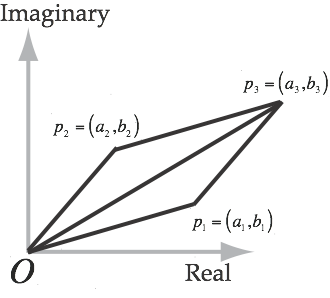 Imaginary
p₃ = (a₃,b₃)
p₂ = (a₂,b₂)
p₁ = (a₁,b₁)
O
Real